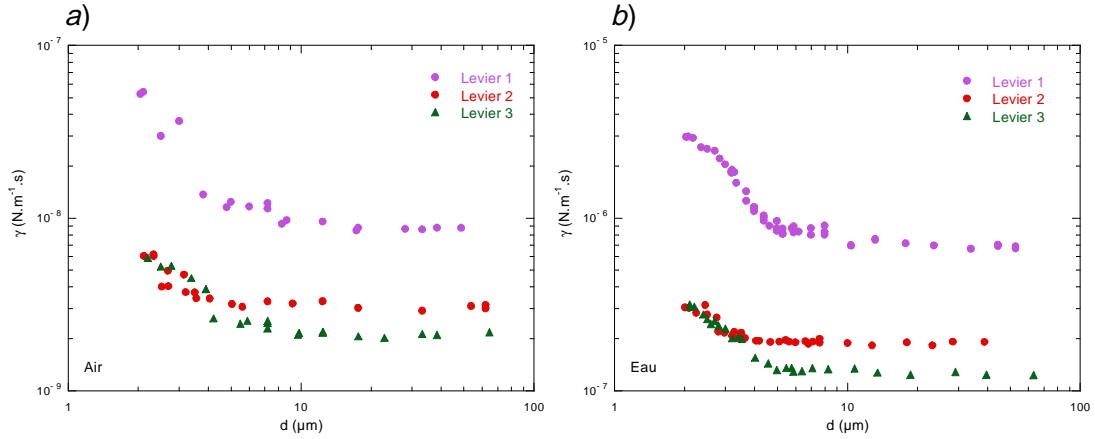 a)
10⁻⁷
10⁻⁸
10⁻⁹
γ (N.m⁻¹.s)
Levier 1
Levier 2
Levier 3
Air
1
10
100
d (µm)
b)
10⁻⁵
10⁻⁶
10⁻⁷
γ (N.m⁻¹.s)
Levier 1
Levier 2
Levier 3
Eau
1
10
100
d (µm)